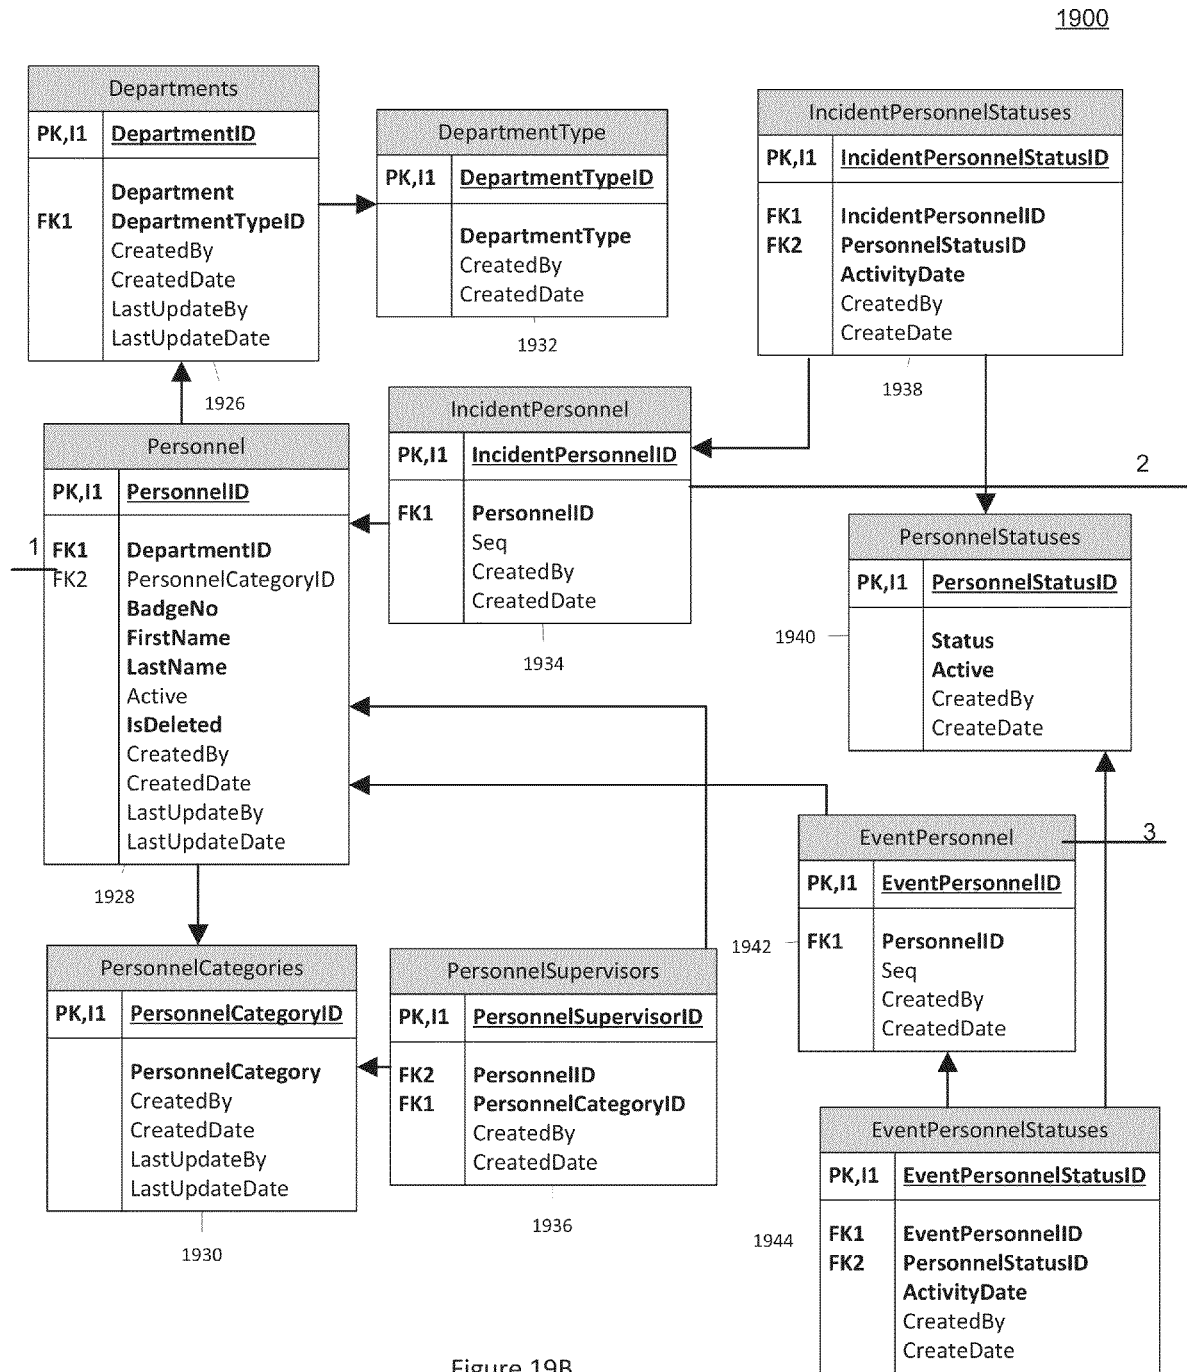 1900
Departments
PK,I1 DepartmentID
Department
FK1 DepartmentTypeID
CreatedBy
CreatedDate
LastUpdateBy
LastUpdateDate
1926
DepartmentType
PK,I1 DepartmentTypeID
DepartmentType
CreatedBy
CreatedDate
1932
IncidentPersonnelStatuses
PK,I1 IncidentPersonnelStatusID
FK1 IncidentPersonnelID
FK2 PersonnelStatusID
ActivityDate
CreatedBy
CreateDate
1938
Personnel
PK,I1 PersonnelID
1
FK1 DepartmentID
FK2 PersonnelCategoryID
BadgeNo
FirstName
LastName
Active
IsDeleted
CreatedBy
CreatedDate
LastUpdateBy
LastUpdateDate
1928
IncidentPersonnel
PK,I1 IncidentPersonnelID
FK1 PersonnelID
Seq
CreatedBy
CreatedDate
1934
2
PersonnelStatuses
PK,I1 PersonnelStatusID
1940
Status
Active
CreatedBy
CreateDate
EventPersonnel
3
PK,I1 EventPersonnelID
1942
FK1 PersonnelID
Seq
CreatedBy
CreatedDate
PersonnelCategories
PK,I1 PersonnelCategoryID
PersonnelCategory
CreatedBy
CreatedDate
LastUpdateBy
LastUpdateDate
1930
PersonnelSupervisors
PK,I1 PersonnelSupervisorID
FK2 PersonnelID
FK1 PersonnelCategoryID
CreatedBy
CreatedDate
1936
EventPersonnelStatuses
PK,I1 EventPersonnelStatusID
1944
FK1 EventPersonnelID
FK2 PersonnelStatusID
ActivityDate
CreatedBy
CreateDate
Figure 19B